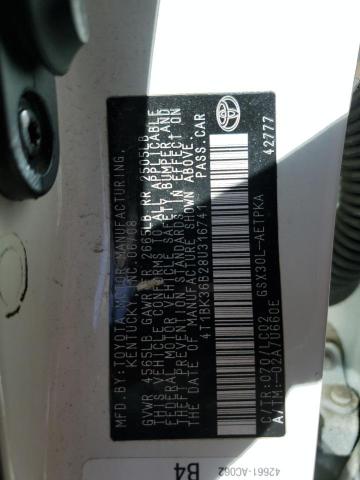 MFD.BY:TOYOTA MOTOR MANUFACTURING,
KENTUCKY, INC. 06/08
GVWR 4565LB GAWR FR 2665LB RR 2505LB
THIS VEHICLE CONFORMS TO ALL APPLICABLE
FEDERAL MOTOR VEHICLE SAFETY, BUMPER, AND
THEFT PREVENTION STANDARDS IN EFFECT ON
THE DATE OF MANUFACTURE SHOWN ABOVE.
4T1BK36B28U316741 PASS.CAR
GSX30L-AETPKA
C/TR:070/LC02
A/TM:-02A/U660E
42777
TOYOTA
42661-AC062
B4